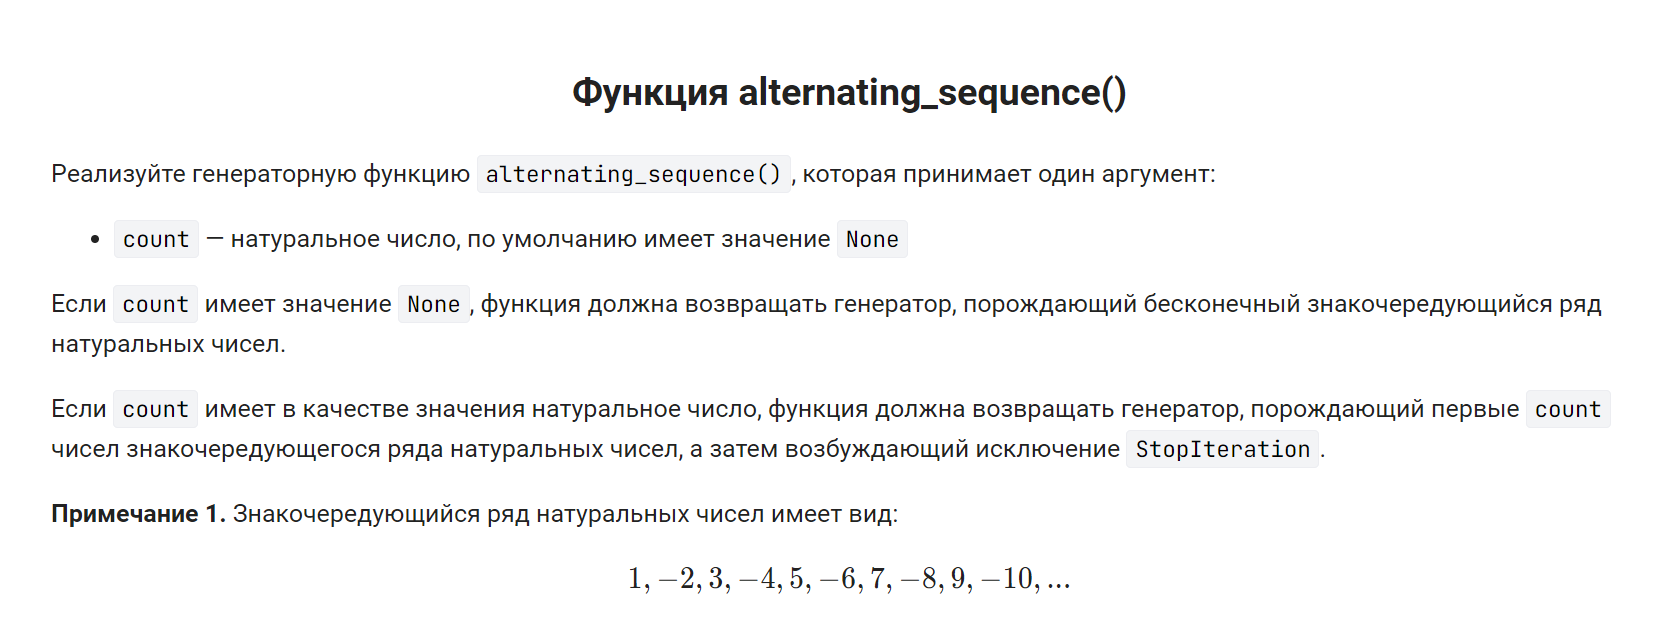 Функция alternating_sequence()
Реализуйте генераторную функцию alternating_sequence(), которая принимает один аргумент:
• count — натуральное число, по умолчанию имеет значение None
Если count имеет значение None, функция должна возвращать генератор, порождающий бесконечный знакочередующийся ряд
натуральных чисел.
Если count имеет в качестве значения натуральное число, функция должна возвращать генератор, порождающий первые count
чисел знакочередующегося ряда натуральных чисел, а затем возбуждающий исключение StopIteration.
Примечание 1. Знакочередующийся ряд натуральных чисел имеет вид:
1, −2, 3, −4, 5, −6, 7, −8, 9, −10, ...